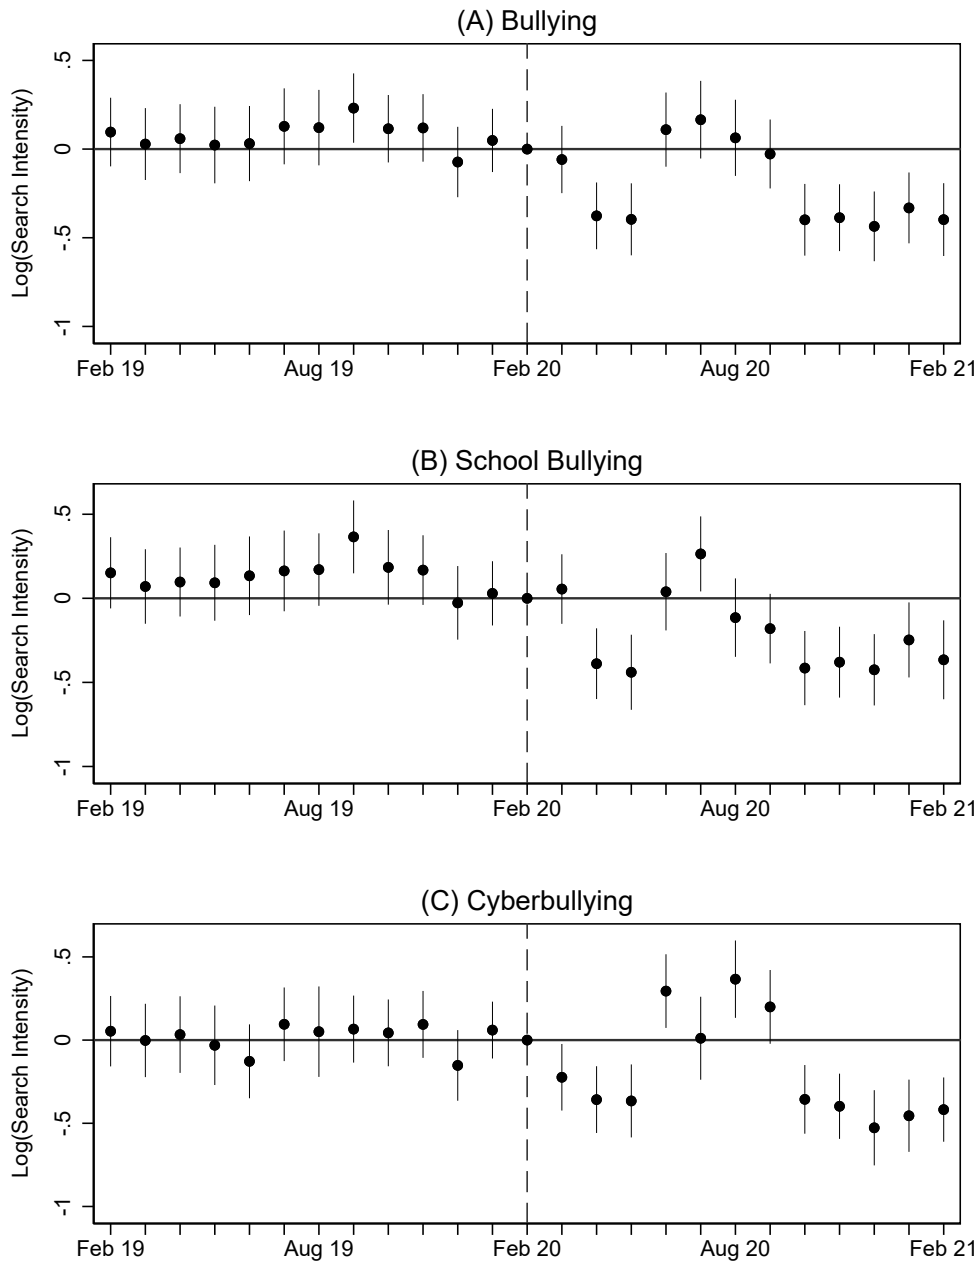 (A) Bullying
Log(Search Intensity)
.5
0
-.5
-1
Feb 19 Aug 19 Feb 20 Aug 20 Feb 21
(B) School Bullying
Log(Search Intensity)
.5
0
-.5
-1
Feb 19 Aug 19 Feb 20 Aug 20 Feb 21
(C) Cyberbullying
Log(Search Intensity)
.5
0
-.5
-1
Feb 19 Aug 19 Feb 20 Aug 20 Feb 21